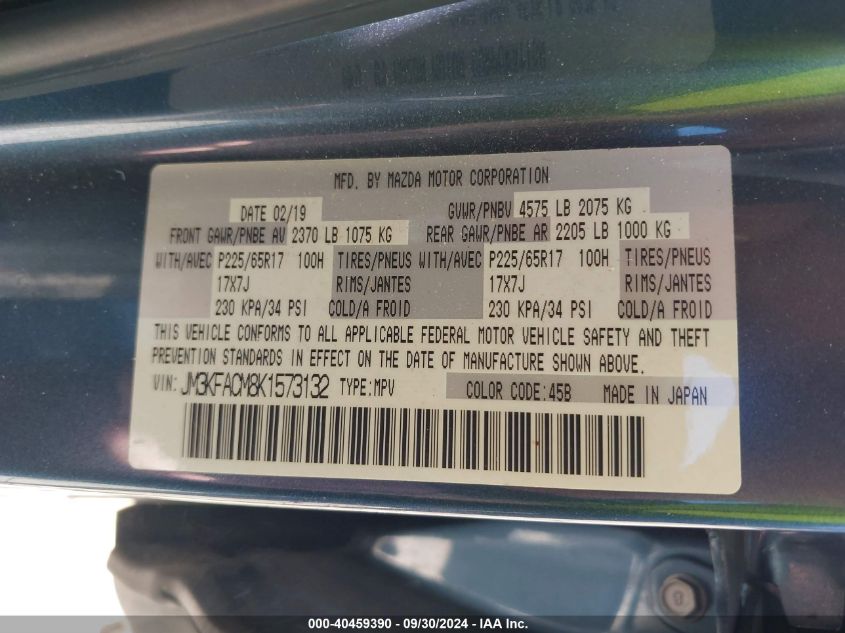 MFD. BY MAZDA MOTOR CORPORATION
DATE 02/19 GVWR/PNBV 4575 LB 2075 KG
FRONT GAWR/PNBE AV 2370 LB 1075 KG REAR GAWR/PNBE AR 2205 LB 1000 KG
WITH/AVEC P225/65R17 100H TIRES/PNEUS WITH/AVEC P225/65R17 100H TIRES/PNEUS
17X7J RIMS/JANTES 17X7J RIMS/JANTES
230 KPA/34 PSI COLD/A FROID 230 KPA/34 PSI COLD/A FROID
THIS VEHICLE CONFORMS TO ALL APPLICABLE FEDERAL MOTOR VEHICLE SAFETY AND THEFT
PREVENTION STANDARDS IN EFFECT ON THE DATE OF MANUFACTURE SHOWN ABOVE.
VIN: JM3KFACM8K1573132 TYPE:MPV COLOR CODE:45B MADE IN JAPAN
000-40459390 - 09/30/2024 - IAA Inc.